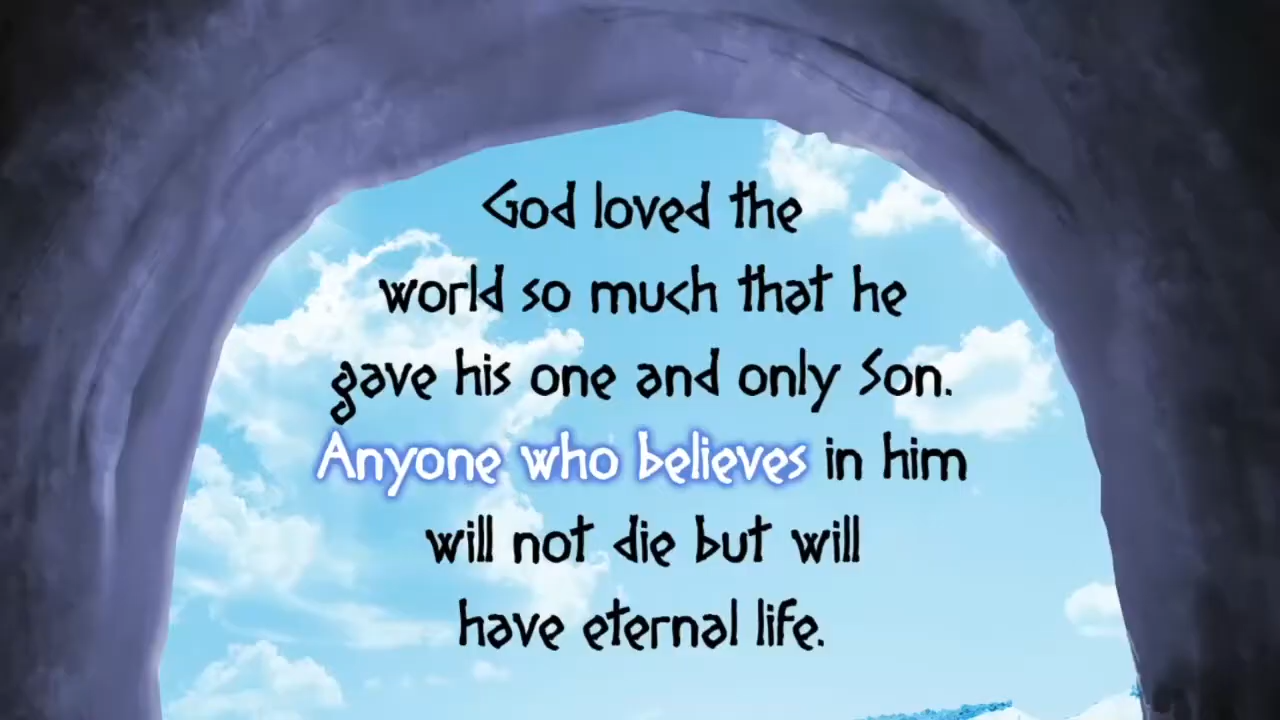 God loved the
world so much that he
gave his one and only Son.
Anyone who believes in him
will not die but will
have eternal life.